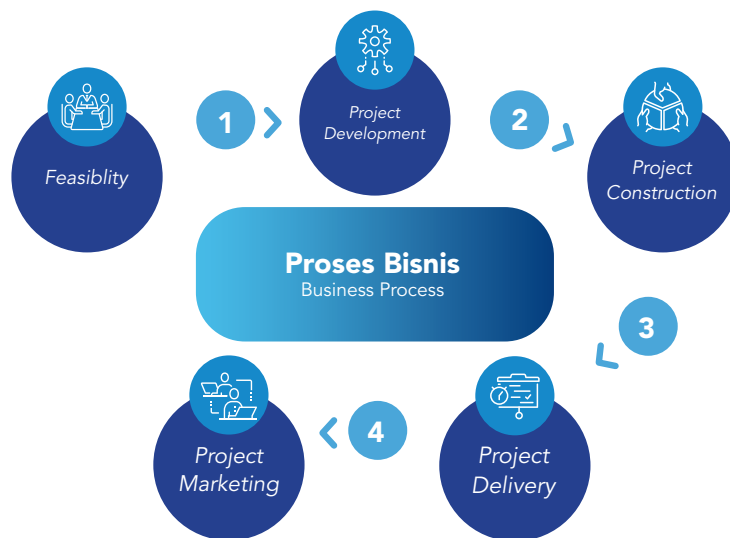 Feasiblity
1
Project
Development
2
Project
Construction
Proses Bisnis
Business Process
3
Project
Delivery
4
Project
Marketing